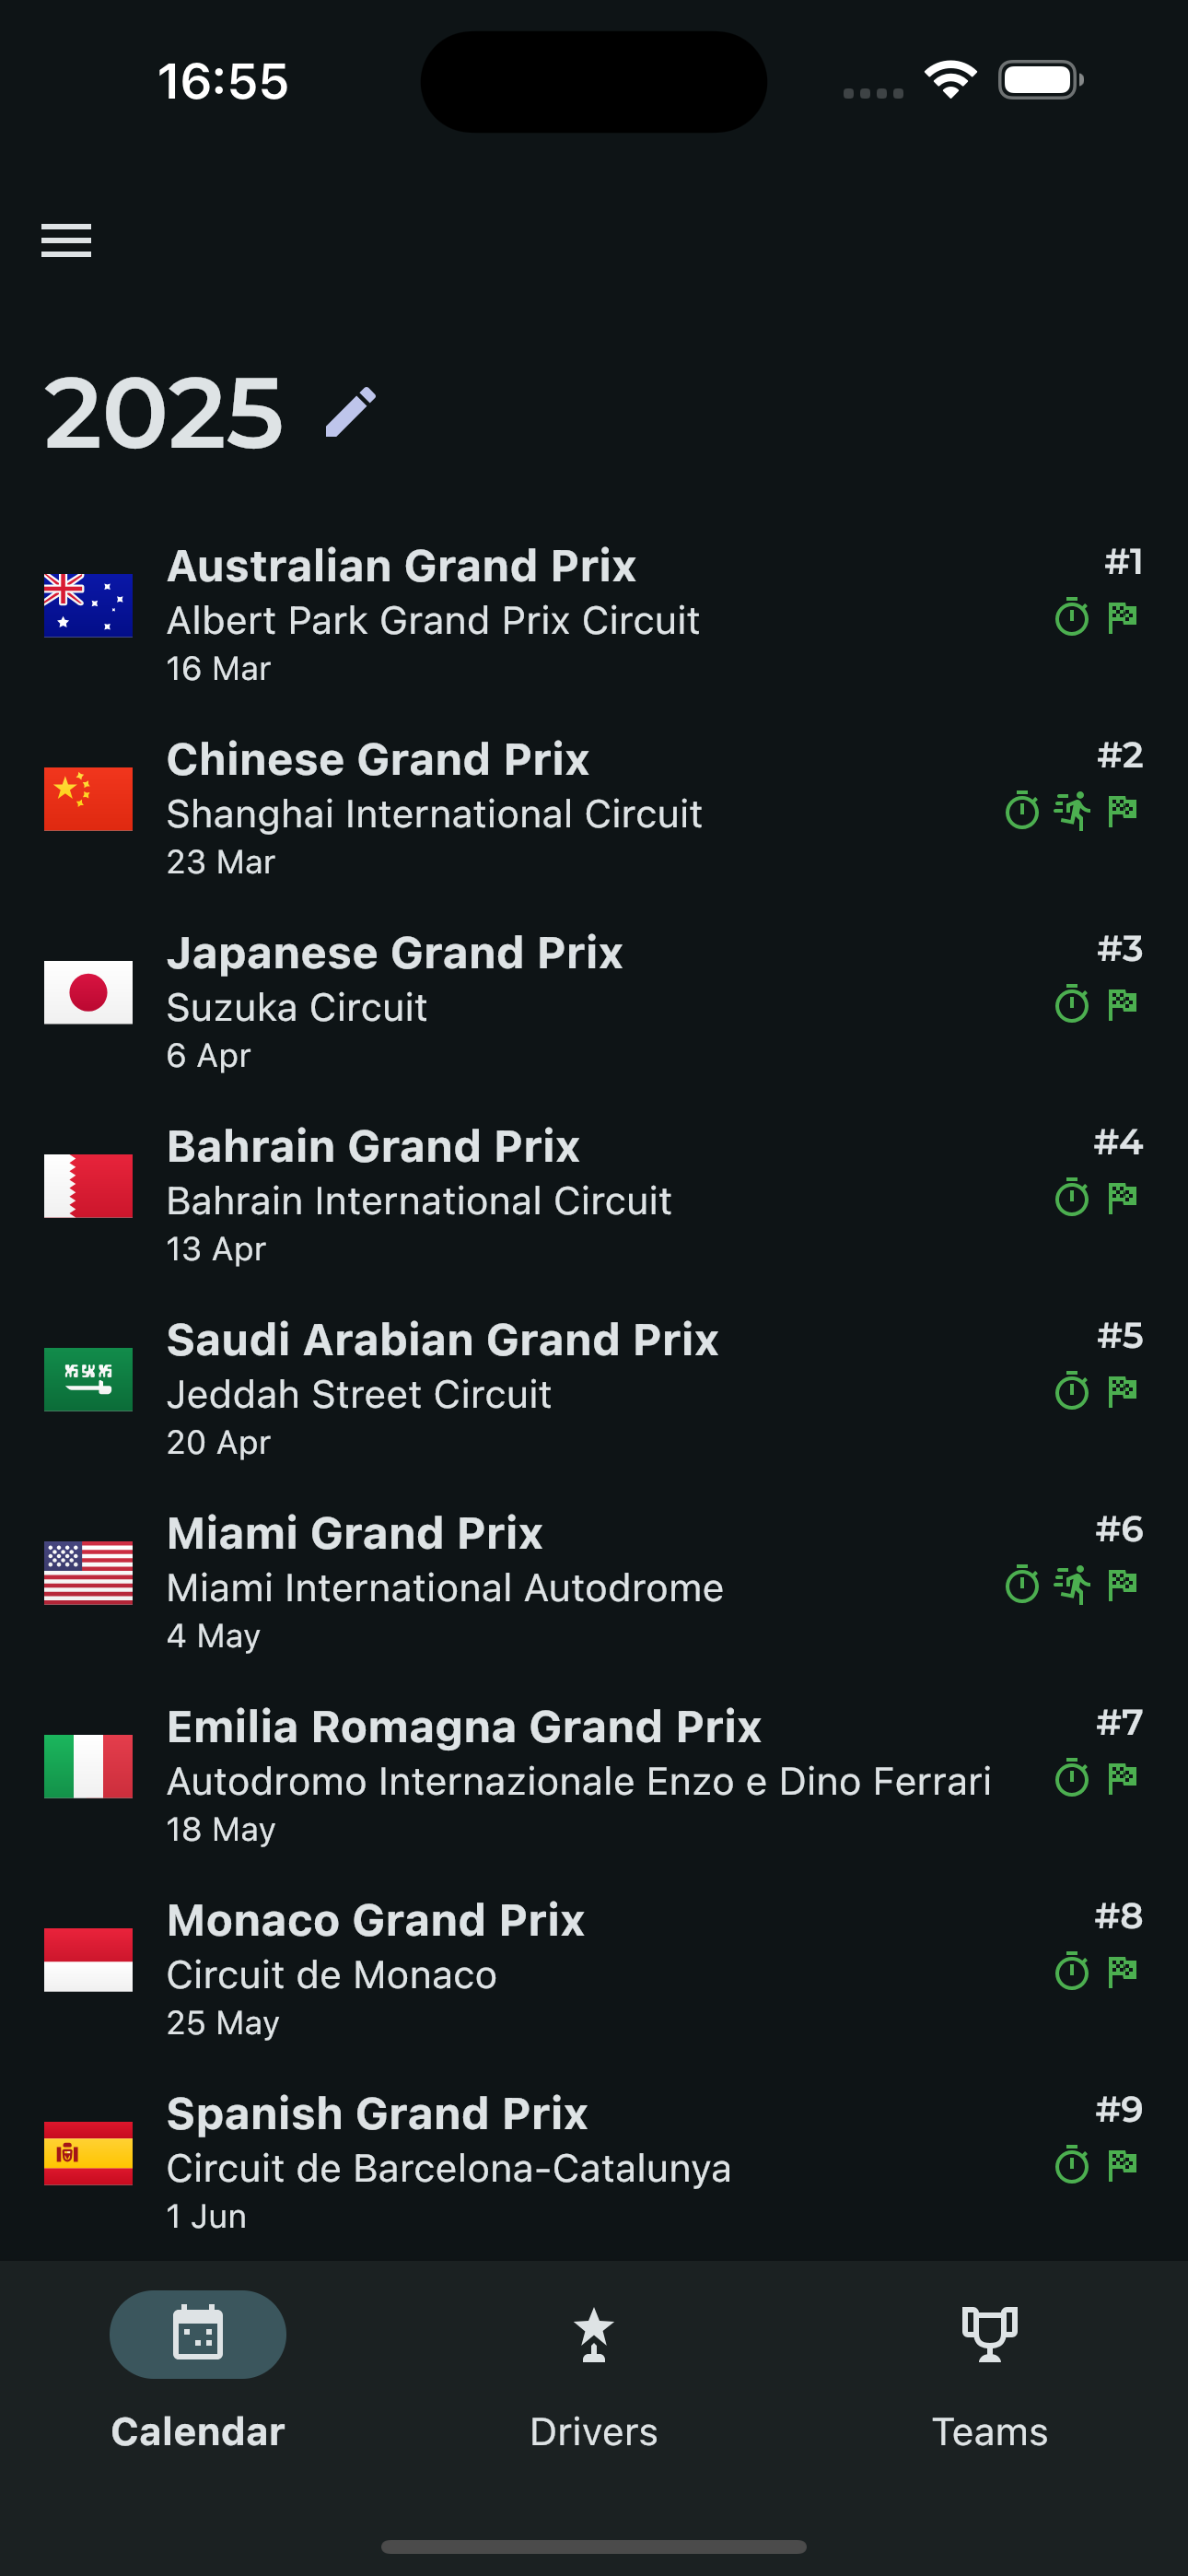 16:55
2025
Australian Grand Prix
#1
Albert Park Grand Prix Circuit
16 Mar
Chinese Grand Prix
#2
Shanghai International Circuit
23 Mar
Japanese Grand Prix
#3
Suzuka Circuit
6 Apr
Bahrain Grand Prix
#4
Bahrain International Circuit
13 Apr
Saudi Arabian Grand Prix
#5
Jeddah Street Circuit
20 Apr
Miami Grand Prix
#6
Miami International Autodrome
4 May
Emilia Romagna Grand Prix
#7
Autodromo Internazionale Enzo e Dino Ferrari
18 May
Monaco Grand Prix
#8
Circuit de Monaco
25 May
Spanish Grand Prix
#9
Circuit de Barcelona-Catalunya
1 Jun
Calendar
Drivers
Teams